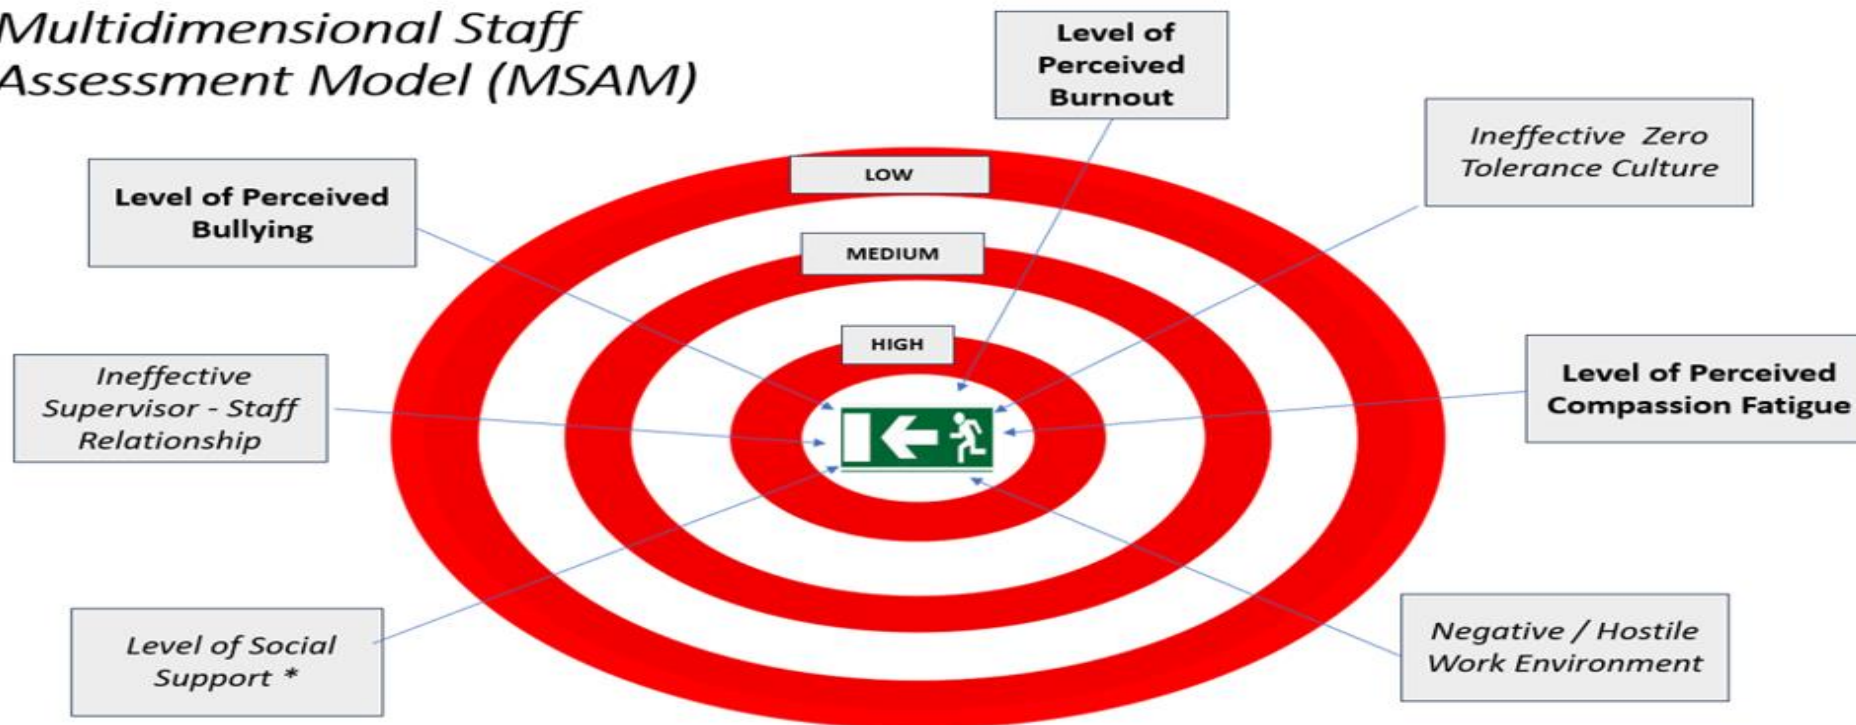 Multidimensional Staff
Assessment Model (MSAM)
Level of
Perceived
Burnout
Ineffective Zero
Tolerance Culture
Level of Perceived
Bullying
LOW
MEDIUM
HIGH
Ineffective
Supervisor - Staff
Relationship
Level of Perceived
Compassion Fatigue
Level of Social
Support *
Negative / Hostile
Work Environment